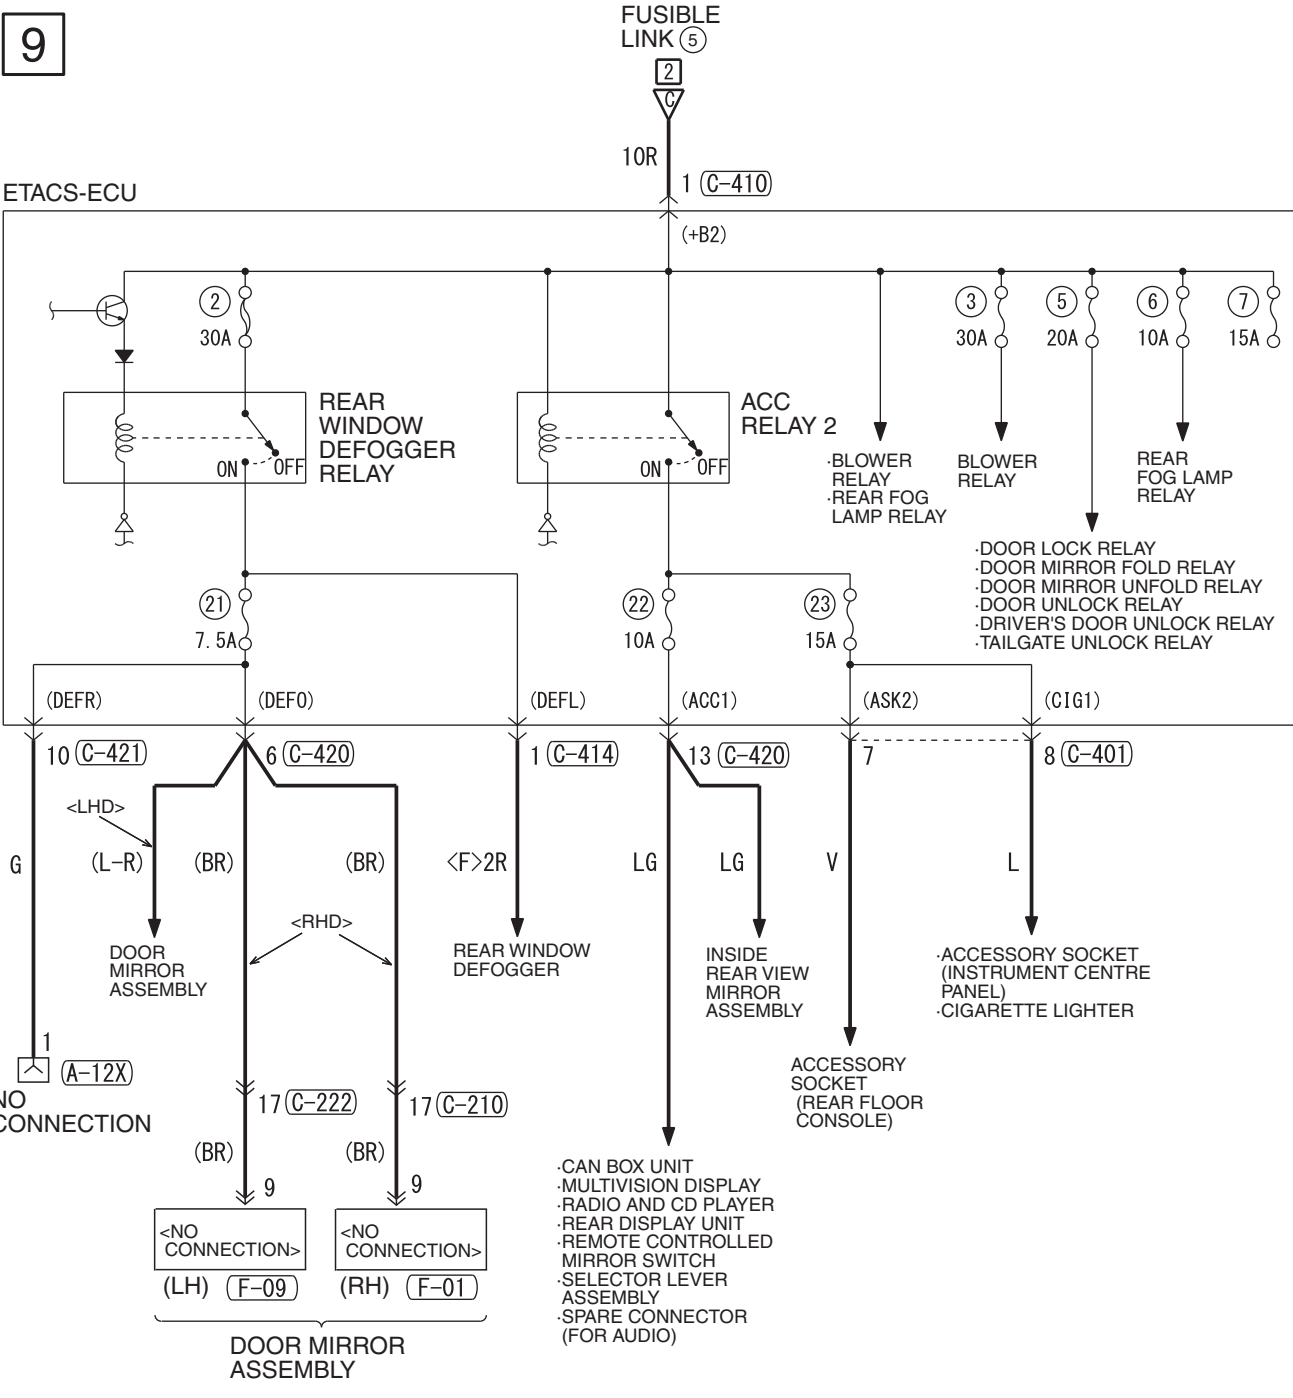 9
FUSIBLE
LINK ⑤
2
C
10R
1 (C-410)
ETACS-ECU
(+B2)
②
30A
③
30A
⑤
20A
⑥
10A
⑦
15A
REAR
WINDOW
DEFOGGER
RELAY
ON
OFF
ACC
RELAY 2
ON
OFF
·BLOWER
RELAY
·REAR FOG
LAMP RELAY
BLOWER
RELAY
REAR
FOG LAMP
RELAY
·DOOR LOCK RELAY
·DOOR MIRROR FOLD RELAY
·DOOR MIRROR UNFOLD RELAY
·DOOR UNLOCK RELAY
·DRIVER'S DOOR UNLOCK RELAY
·TAILGATE UNLOCK RELAY
㉑
7.5A
㉒
10A
㉓
15A
(DEFR)
(DEFO)
(DEFL)
(ACC1)
(ASK2)
(CIG1)
10 (C-421)
6 (C-420)
1 (C-414)
13 (C-420)
7
8 (C-401)
<LHD>
G
(L-R)
(BR)
(BR)
<F>2R
LG
LG
V
L
<RHD>
DOOR
MIRROR
ASSEMBLY
REAR WINDOW
DEFOGGER
INSIDE
REAR VIEW
MIRROR
ASSEMBLY
·ACCESSORY SOCKET
(INSTRUMENT CENTRE
PANEL)
·CIGARETTE LIGHTER
1
(A-12X)
NO
CONNECTION
ACCESSORY
SOCKET
(REAR FLOOR
CONSOLE)
17 (C-222)
17 (C-210)
(BR)
(BR)
9
9
<NO
CONNECTION>
<NO
CONNECTION>
(LH) (F-09)
(RH) (F-01)
DOOR MIRROR
ASSEMBLY
·CAN BOX UNIT
·MULTIVISION DISPLAY
·RADIO AND CD PLAYER
·REAR DISPLAY UNIT
·REMOTE CONTROLLED
MIRROR SWITCH
·SELECTOR LEVER
ASSEMBLY
·SPARE CONNECTOR
(FOR AUDIO)